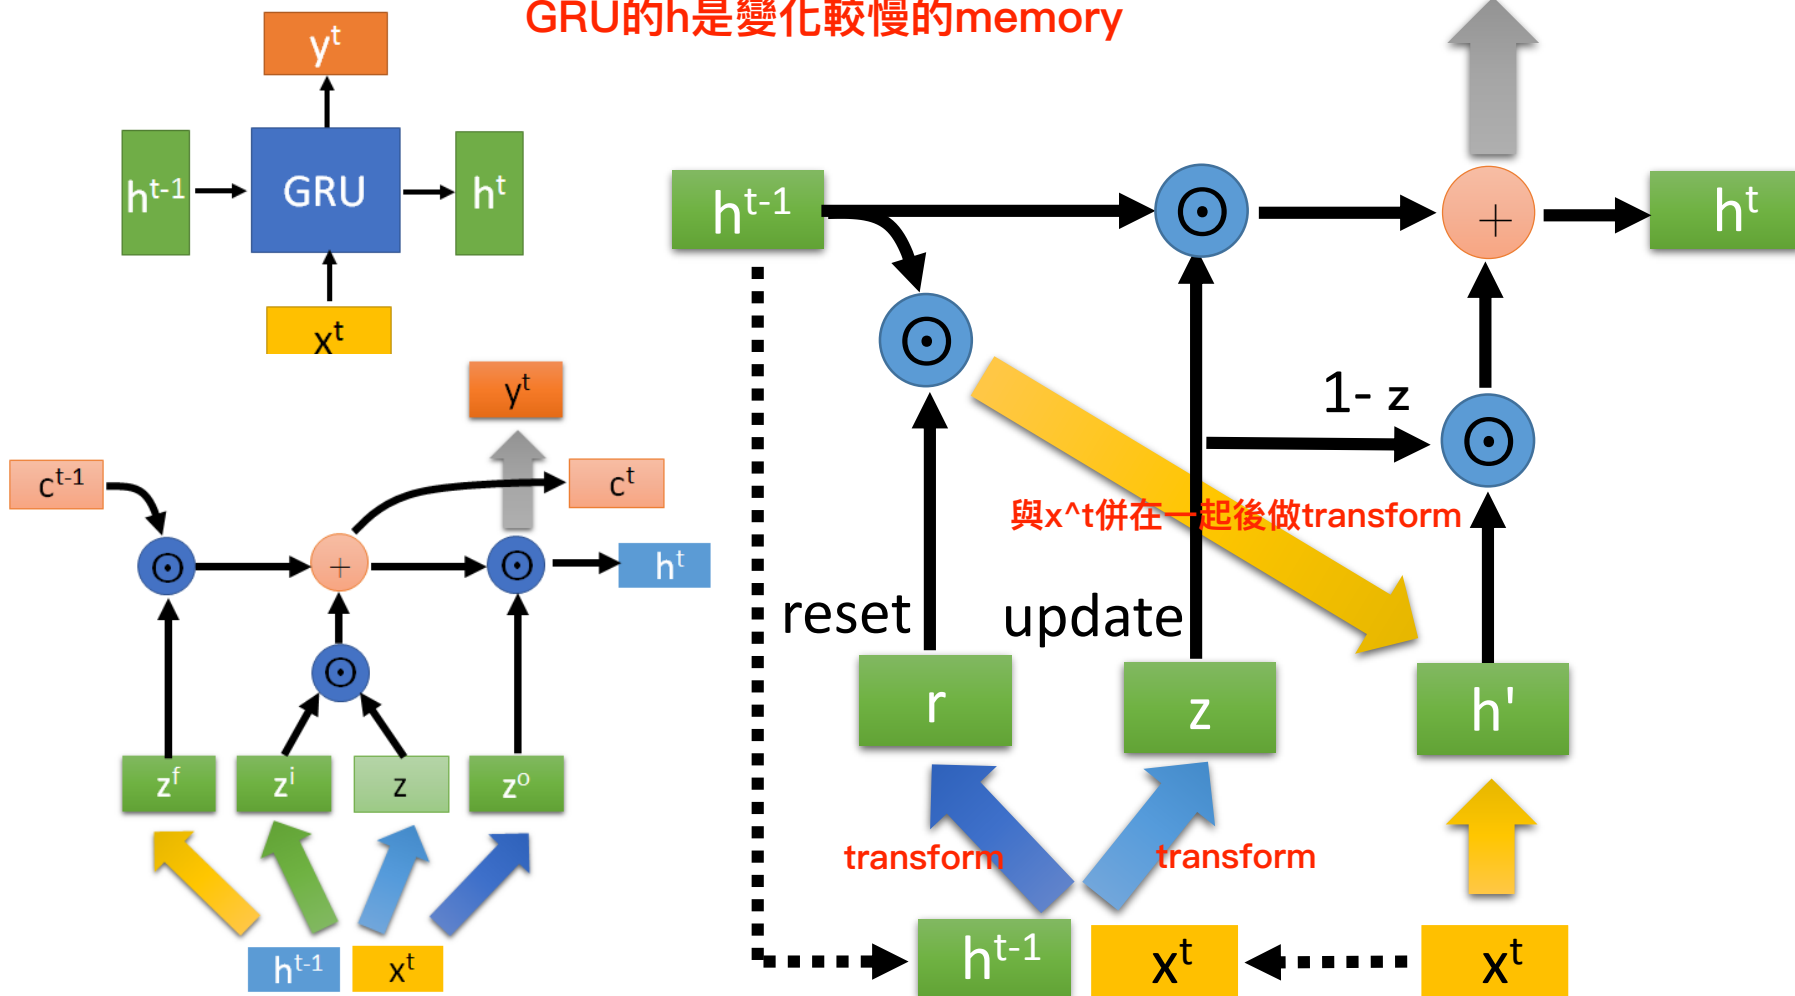 GRU的h是變化較慢的memory
y^t
h^t-1
GRU
h^t
x^t
h^t-1
h^t
1- z
與x^t併在一起後做transform
reset
update
r
z
h'
transform
transform
h^t-1
x^t
x^t
y^t
c^t-1
c^t
h^t
z^f
z^i
z
z^o
h^t-1
x^t